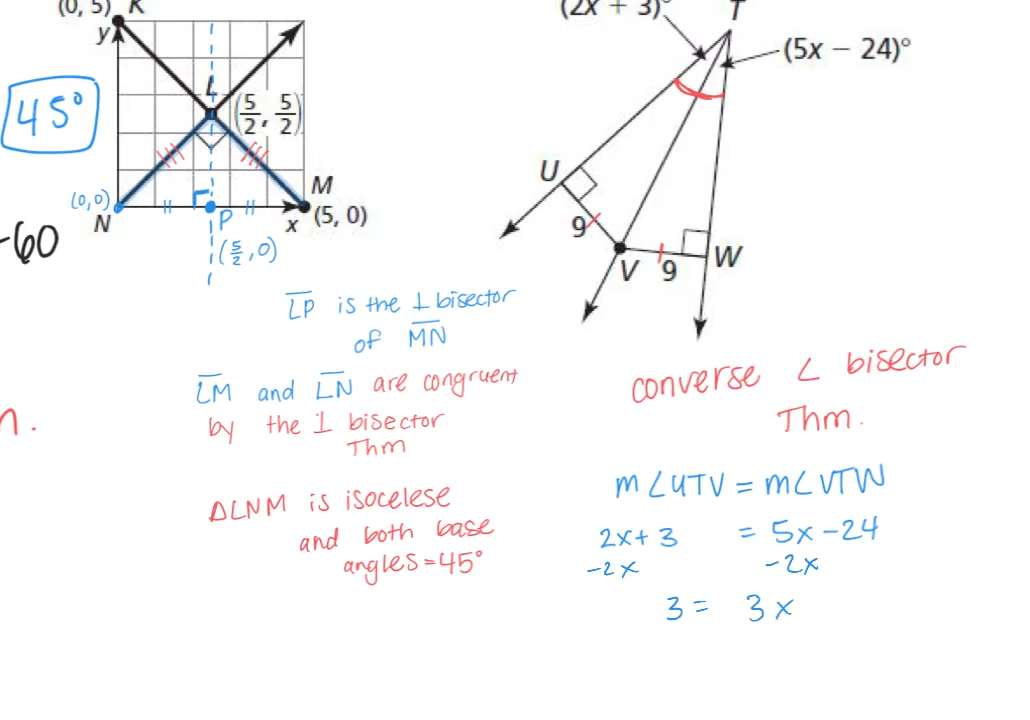 (0, 5) K
y
45°
L
(5/2, 5/2)
(0,0)
N
P
M
x (5, 0)
(5/2, 0)
-60
LP is the ⊥ bisector
of MN
LM and LN are congruent
by the ⊥ bisector
Thm
n.
ΔLNM is isocelese
and both base
angles=45°
(2x + 3)°
T
(5x − 24)°
U
9
V
9
W
converse ∠ bisector
Thm.
m∠UTV = m∠VTW
2x+3 = 5x-24
-2x -2x
3 = 3x